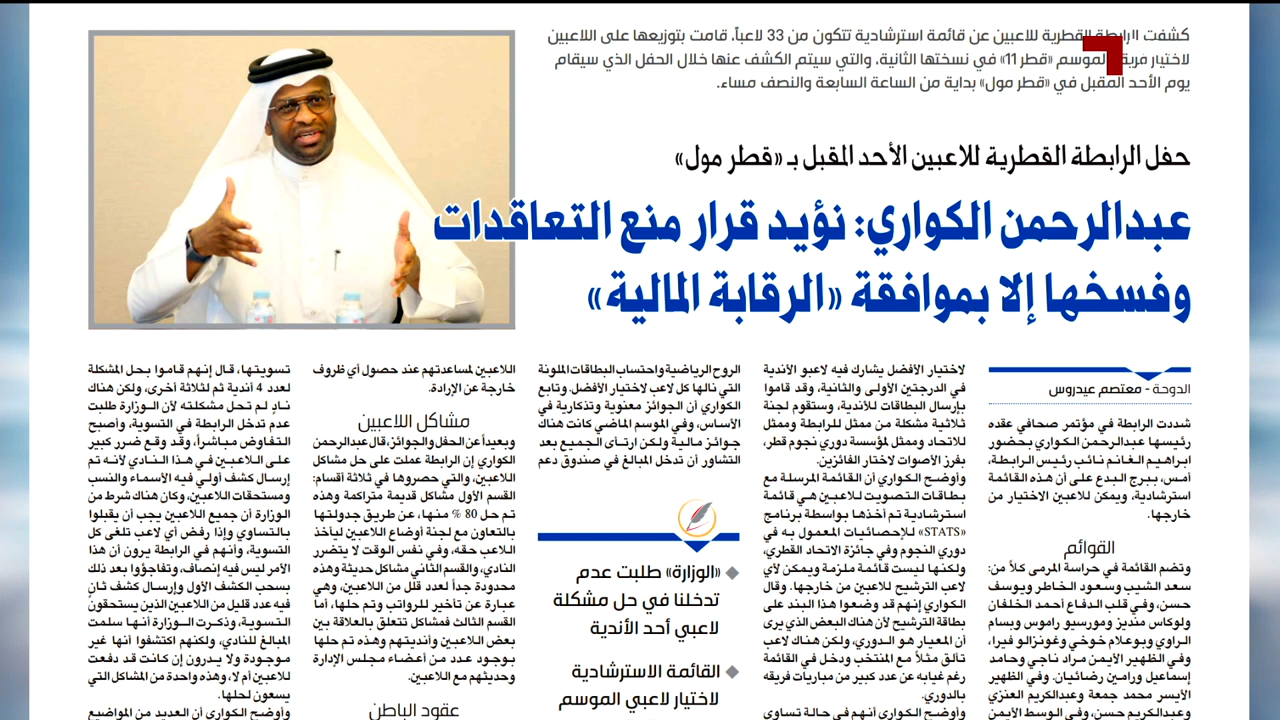 كشفت الرابطة القطرية للاعبين عن قائمة استرشادية تتكون من 33 لاعباً، قامت بتوزيعها على اللاعبين
لاختيار فريق الموسم «قطر 11» في نسختها الثانية، والتي سيتم الكشف عنها خلال الحفل الذي سيقام
يوم الأحد المقبل في «قطر مول» بداية من الساعة السابعة والنصف مساء.
حفل الرابطة القطرية للاعبين الأحد المقبل بـ «قطر مول»
عبدالرحمن الكواري: نؤيد قرار منع التعاقدات
وفسخها إلا بموافقة «الرقابة المالية»
الدوحة - معتصم عيدروس
شددت الرابطة في مؤتمر صحافي عقده
رئيسها عبدالرحمن الكواري بحضور
ابراهيم الغانم نائب رئيس الرابطة،
أمس، ببرج البدع على أن هذه القائمة
استرشادية، ويمكن للاعبين الاختيار من
خارجها.
القوائم
وتضم القائمة في حراسة المرمى كلاً من:
سعد الشيب وسعود الخاطر ويوسف
حسن، وفي قلب الدفاع أحمد الخلفان
ولوكاس منديز ومورسيو راموس وبسام
الراوي وبوعلام خوخي وغونزالو فيرا،
وفي الظهير الأيمن مراد ناجي وحامد
إسماعيل ورامين رضائيان. وفي الظهير
الأيسر محمد جمعة وعبدالكريم العنزي
وعبدالكريم حسن، وفي الوسط الأيمن
لاختيار الأفضل يشارك فيه لاعبو الأندية
في الدرجتين الأولى والثانية، وقد قاموا
بإرسال البطاقات للأندية، وستقوم لجنة
ثلاثية مشكلة من ممثل للرابطة وممثل
للاتحاد وممثل لمؤسسة دوري نجوم قطر،
بفرز الأصوات لاختار الفائزين.
وأوضح الكواري أن القائمة المرسلة مع
بطاقات التصويت للاعبين هي قائمة
استرشادية تم أخذها بواسطة برنامج
«STATS» للإحصائيات المعمول به في
دوري النجوم وفي جائزة الاتحاد القطري،
ولكنها ليست قائمة ملزمة ويمكن لأي
لاعب الترشيح للاعبين من خارجها. وقال
الكواري إنهم قد وضعوا هذا البند على
بطاقة الترشيح لأن هناك البعض الذي يرى
أن المعيار هو الدوري، ولكن هناك لاعب
تألق مثلاً مع المنتخب ودخل في القائمة
رغم غيابه عن عدد كبير من مباريات فريقه
بالدوري.
وأوضح الكواري أنهم في حالة تساوي
الروح الرياضية واحتساب البطاقات الملونة
التي نالها كل لاعب لاختيار الأفضل. وتابع
الكواري أن الجوائز معنوية وتذكارية في
الأساس، وفي الموسم الماضي كانت هناك
جوائز مالية ولكن ارتأى الجميع بعد
التشاور أن تدخل المبالغ في صندوق دعم
«الوزارة» طلبت عدم
تدخلنا في حل مشكلة
لاعبي أحد الأندية
القائمة الاسترشادية
لاختيار لاعبي الموسم
اللاعبين لمساعدتهم عند حصول أي ظروف
خارجة عن الإرادة.
مشاكل اللاعبين
وبعيداً عن الحفل والجوائز، قال عبدالرحمن
الكواري إن الرابطة عملت على حل مشاكل
اللاعبين، والتي حصروها في ثلاثة أقسام:
القسم الأول مشاكل قديمة متراكمة وهذه
تم حل 80 % منها، عن طريق جدولتها
بالتعاون مع لجنة أوضاع اللاعبين ليأخذ
اللاعب حقه، وفي نفس الوقت لا يتضرر
النادي، والقسم الثاني مشاكل حديثة وهذه
محدودة جداً لعدد قلل من اللاعبين، وهي
عبارة عن تأخير للرواتب وتم حلها، أما
القسم الثالث فمشاكل تتعلق بالعلاقة بين
بعض اللاعبين وأنديتهم وهذه تم حلها
بوجود عدد من أعضاء مجلس الإدارة
وحديثهم مع اللاعبين.
عقود الباطن
تسويتها، قال إنهم قاموا بحل المشكلة
لعدد 4 أندية ثم لثلاثة أخرى، ولكن هناك
نادٍ لم تحل مشكلته لأن الوزارة طلبت
عدم تدخل الرابطة في التسوية، وأصبح
التفاوض مباشراً، وقد وقع ضرر كبير
على اللاعبين في هذا النادي لأنه تم
إرسال كشف أولي فيه الأسماء والنسب
ومستحقات اللاعبين، وكان هناك شرط من
الوزارة أن جميع اللاعبين يجب أن يقبلوا
بالتساوي وإذا رفض أي لاعب تلغى كل
التسوية، وأنهم في الرابطة يرون أن هذا
الأمر ليس فيه إنصاف، وتفاجؤوا بعد ذلك
بسحب الكشف الأول وإرسال كشف ثانٍ
فيه عدد قليل من اللاعبين الذين يستحقون
التسوية، وذكرت الوزارة أنها سلمت
المبالغ للنادي، ولكنهم اكتشفوا أنها غير
موجودة ولا يدرون إن كانت قد دفعت
للاعبين أم لا، وهذه واحدة من المشاكل التي
يسعون لحلها.
وأوضح الكواري أن العديد من المواضيع